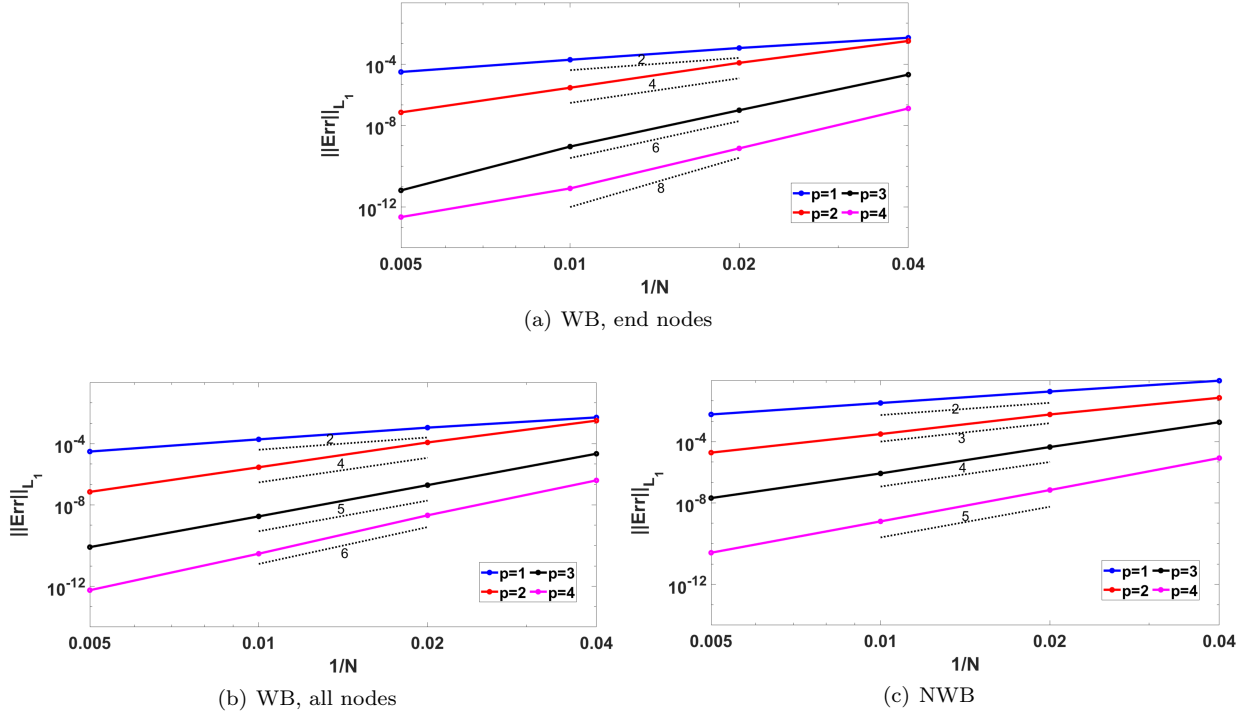 10^-4
10^-8
10^-12
||Err||_L_1
2
4
6
8
p=1 p=3
p=2 p=4
0.005 0.01 0.02 0.04
1/N
(a) WB, end nodes
10^-4
10^-8
10^-12
||Err||_L_1
2
4
5
6
p=1 p=3
p=2 p=4
0.005 0.01 0.02 0.04
1/N
(b) WB, all nodes
10^-4
10^-8
10^-12
||Err||_L_1
2
3
4
5
p=1 p=3
p=2 p=4
0.005 0.01 0.02 0.04
1/N
(c) NWB